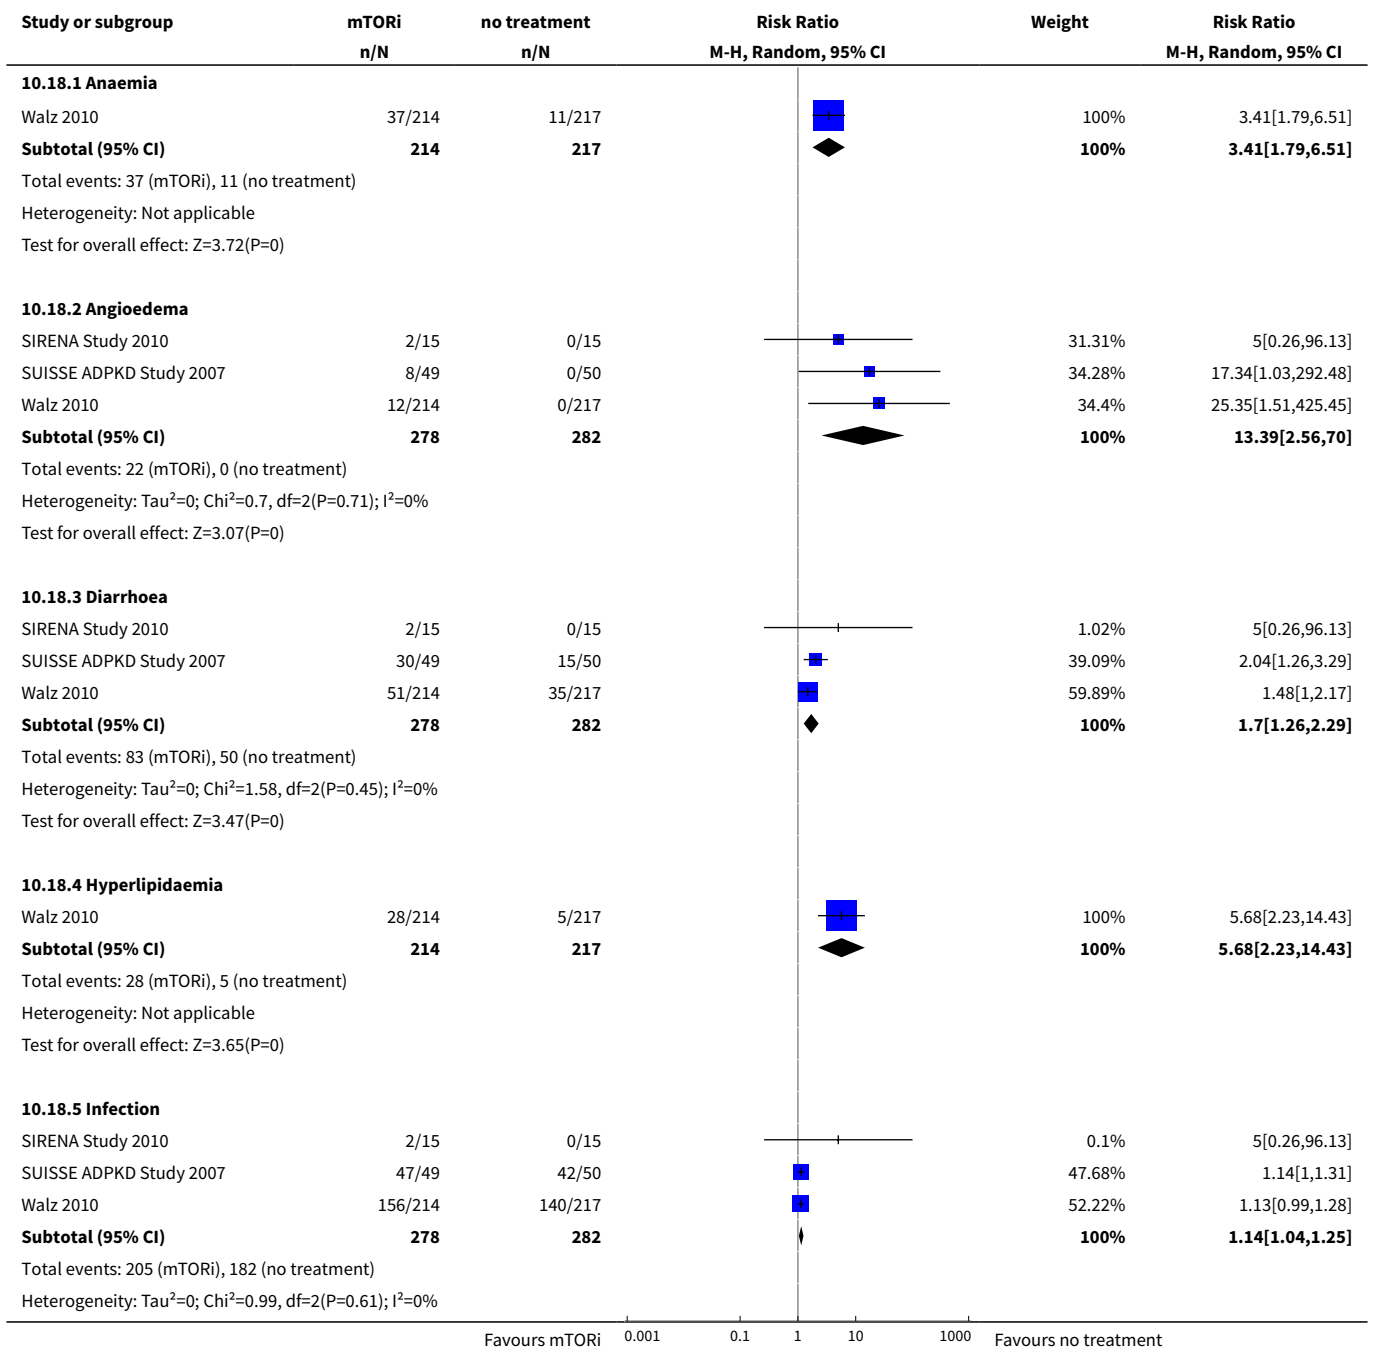 Study or subgroup mTORi no treatment Risk Ratio Weight Risk Ratio
n/N n/N M-H, Random, 95% CI M-H, Random, 95% CI
10.18.1 Anaemia
Walz 2010 37/214 11/217 100% 3.41[1.79,6.51]
Subtotal (95% CI) 214 217 100% 3.41[1.79,6.51]
Total events: 37 (mTORi), 11 (no treatment)
Heterogeneity: Not applicable
Test for overall effect: Z=3.72(P=0)
10.18.2 Angioedema
SIRENA Study 2010 2/15 0/15 31.31% 5[0.26,96.13]
SUISSE ADPKD Study 2007 8/49 0/50 34.28% 17.34[1.03,292.48]
Walz 2010 12/214 0/217 34.4% 25.35[1.51,425.45]
Subtotal (95% CI) 278 282 100% 13.39[2.56,70]
Total events: 22 (mTORi), 0 (no treatment)
Heterogeneity: Tau²=0; Chi²=0.7, df=2(P=0.71); I²=0%
Test for overall effect: Z=3.07(P=0)
10.18.3 Diarrhoea
SIRENA Study 2010 2/15 0/15 1.02% 5[0.26,96.13]
SUISSE ADPKD Study 2007 30/49 15/50 39.09% 2.04[1.26,3.29]
Walz 2010 51/214 35/217 59.89% 1.48[1,2.17]
Subtotal (95% CI) 278 282 100% 1.7[1.26,2.29]
Total events: 83 (mTORi), 50 (no treatment)
Heterogeneity: Tau²=0; Chi²=1.58, df=2(P=0.45); I²=0%
Test for overall effect: Z=3.47(P=0)
10.18.4 Hyperlipidaemia
Walz 2010 28/214 5/217 100% 5.68[2.23,14.43]
Subtotal (95% CI) 214 217 100% 5.68[2.23,14.43]
Total events: 28 (mTORi), 5 (no treatment)
Heterogeneity: Not applicable
Test for overall effect: Z=3.65(P=0)
10.18.5 Infection
SIRENA Study 2010 2/15 0/15 0.1% 5[0.26,96.13]
SUISSE ADPKD Study 2007 47/49 42/50 47.68% 1.14[1,1.31]
Walz 2010 156/214 140/217 52.22% 1.13[0.99,1.28]
Subtotal (95% CI) 278 282 100% 1.14[1.04,1.25]
Total events: 205 (mTORi), 182 (no treatment)
Heterogeneity: Tau²=0; Chi²=0.99, df=2(P=0.61); I²=0%
Favours mTORi 0.001 0.1 1 10 1000 Favours no treatment